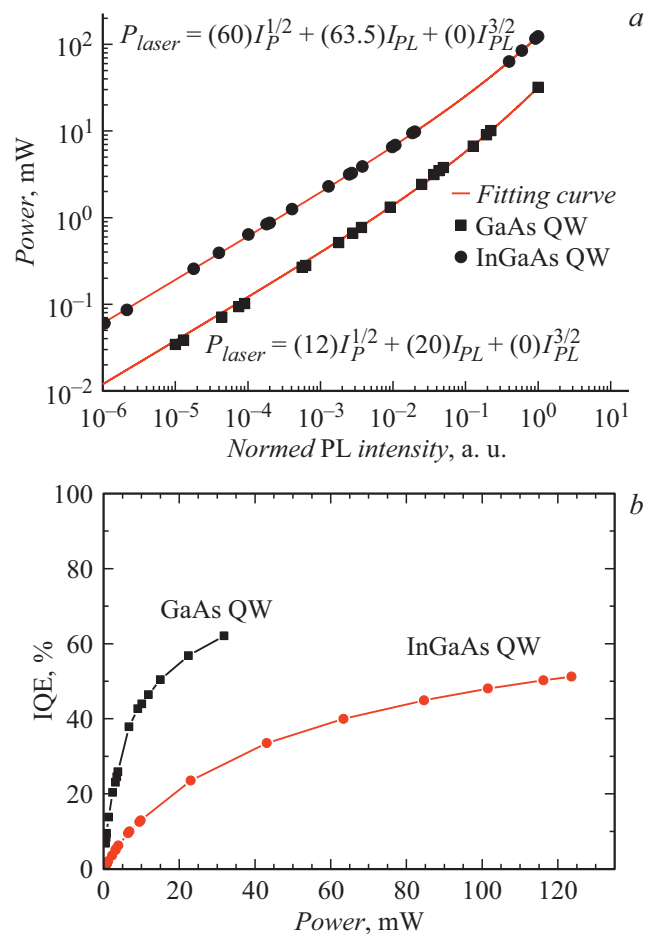 a
P_laser = (60)I_P^1/2 + (63.5)I_PL + (0)I_PL^3/2
10^2
10^1
10^0
10^−1
10^−2
Power, mW
Fitting curve
GaAs QW
InGaAs QW
P_laser = (12)I_P^1/2 + (20)I_PL + (0)I_PL^3/2
10^−6 10^−5 10^−4 10^−3 10^−2 10^−1 10^0 10^1
Normed PL intensity, a. u.
b
100
80
60
40
20
0
IQE, %
GaAs QW
InGaAs QW
0 20 40 60 80 100 120
Power, mW